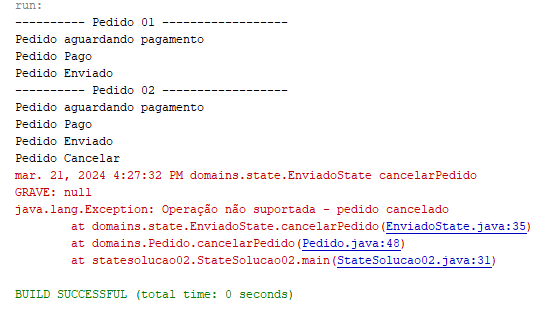 run:
---------- Pedido 01 ------------------
Pedido aguardando pagamento
Pedido Pago
Pedido Enviado
---------- Pedido 02 ------------------
Pedido aguardando pagamento
Pedido Pago
Pedido Enviado
Pedido Cancelar
mar. 21, 2024 4:27:32 PM domains.state.EnviadoState cancelarPedido
GRAVE: null
java.lang.Exception: Operação não suportada - pedido cancelado
at domains.state.EnviadoState.cancelarPedido(EnviadoState.java:35)
at domains.Pedido.cancelarPedido(Pedido.java:48)
at statesolucao02.StateSolucao02.main(StateSolucao02.java:31)
BUILD SUCCESSFUL (total time: 0 seconds)